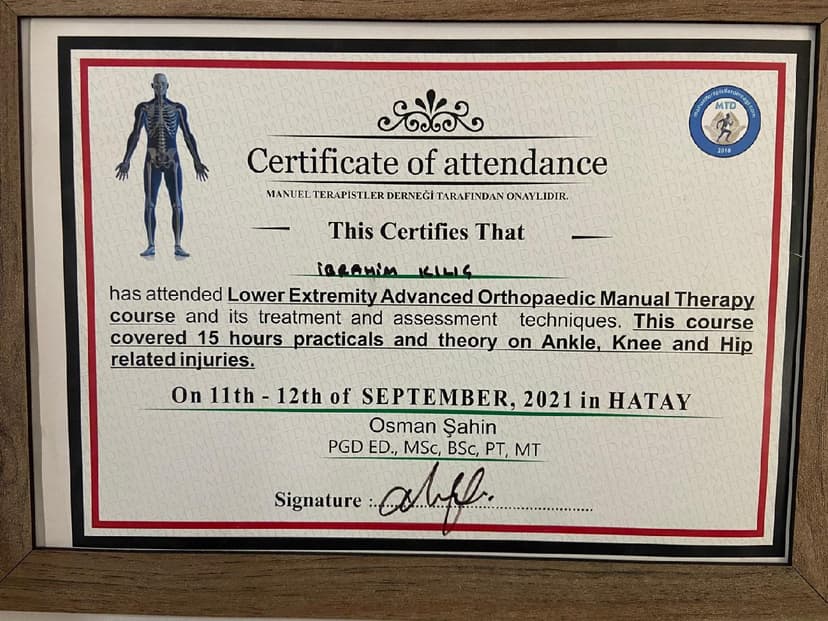 MTD
2016
Certificate of attendance
MANUEL TERAPİSTLER DERNEĞİ TARAFINDAN ONAYLIDIR.
This Certifies That
İBRAHİM KILIÇ
has attended Lower Extremity Advanced Orthopaedic Manual Therapy
course and its treatment and assessment techniques. This course
covered 15 hours practicals and theory on Ankle, Knee and Hip
related injuries.
On 11th - 12th of SEPTEMBER, 2021 in HATAY
Osman Şahin
PGD ED., MSc, BSc, PT, MT
Signature :